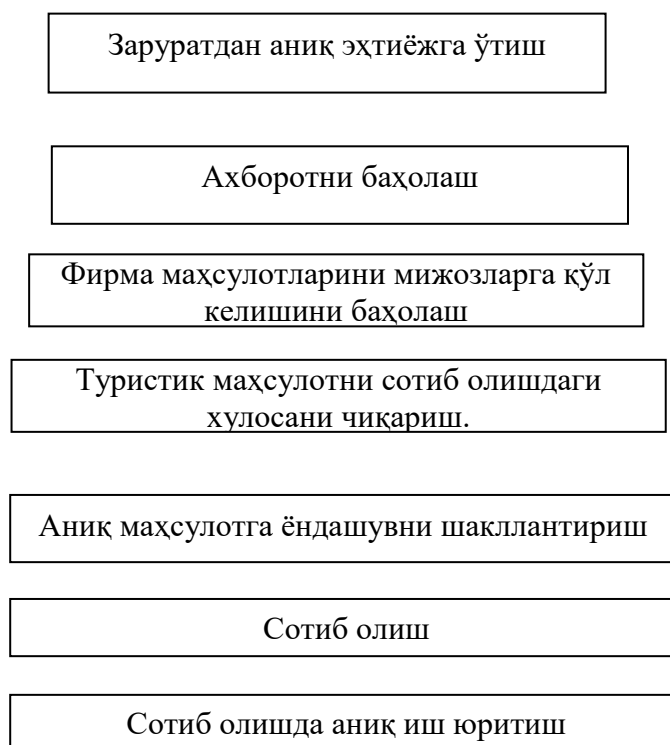 Заруратдан аниқ эҳтиёжга ўтиш
Ахборотни баҳолаш
Фирма маҳсулотларини мижозларга қўл
келишини баҳолаш
Туристик маҳсулотни сотиб олишдаги
хулосани чиқариш.
Аниқ маҳсулотга ёндашувни шакллантириш
Сотиб олиш
Сотиб олишда аниқ иш юритиш